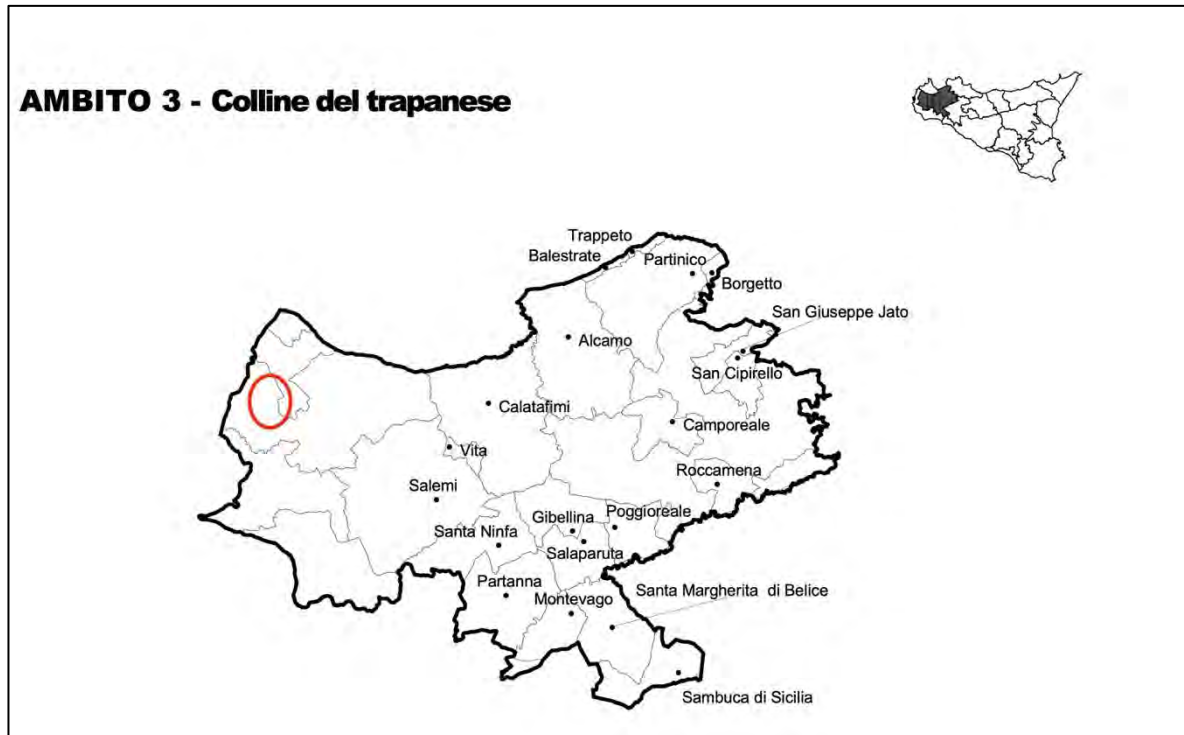 AMBITO 3 - Colline del trapanese
Trappeto
Balestrate
Partinico
Borgetto
San Giuseppe Jato
Alcamo
San Cipirello
Calatafimi
Camporeale
Vita
Roccamena
Salemi
Gibellina
Poggioreale
Santa Ninfa
Salaparuta
Partanna
Montevago
Santa Margherita di Belice
Sambuca di Sicilia